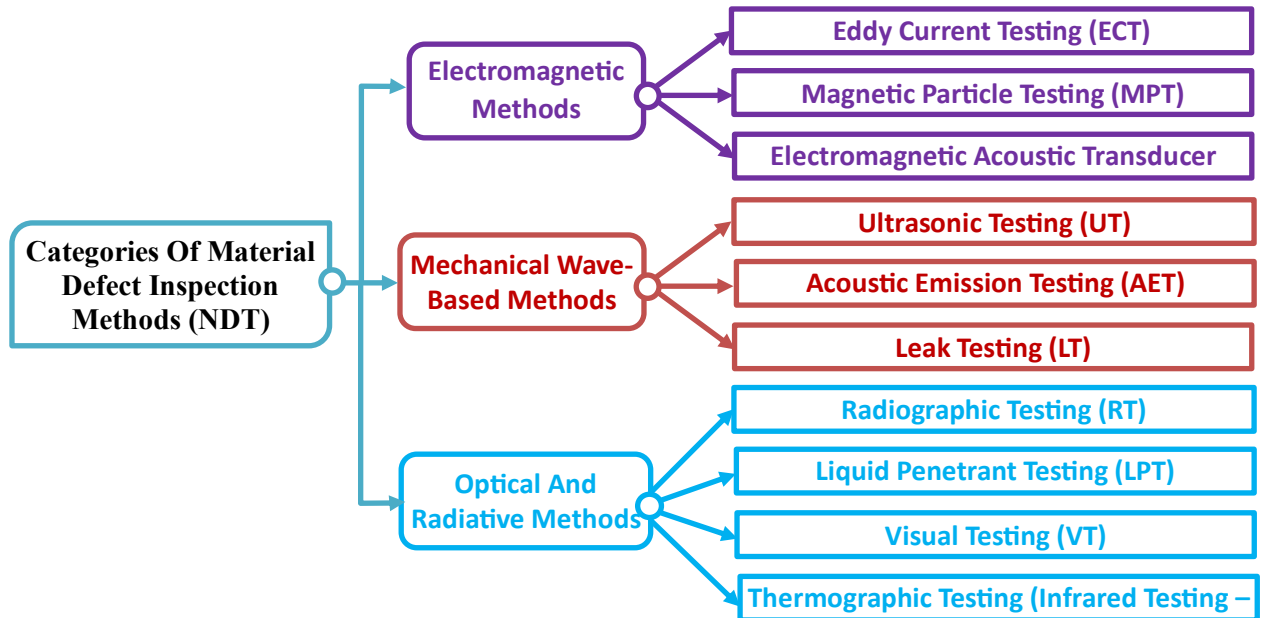 Categories Of Material
Defect Inspection
Methods (NDT)
Electromagnetic
Methods
Eddy Current Testing (ECT)
Magnetic Particle Testing (MPT)
Electromagnetic Acoustic Transducer
Mechanical Wave-
Based Methods
Ultrasonic Testing (UT)
Acoustic Emission Testing (AET)
Leak Testing (LT)
Optical And
Radiative Methods
Radiographic Testing (RT)
Liquid Penetrant Testing (LPT)
Visual Testing (VT)
Thermographic Testing (Infrared Testing –